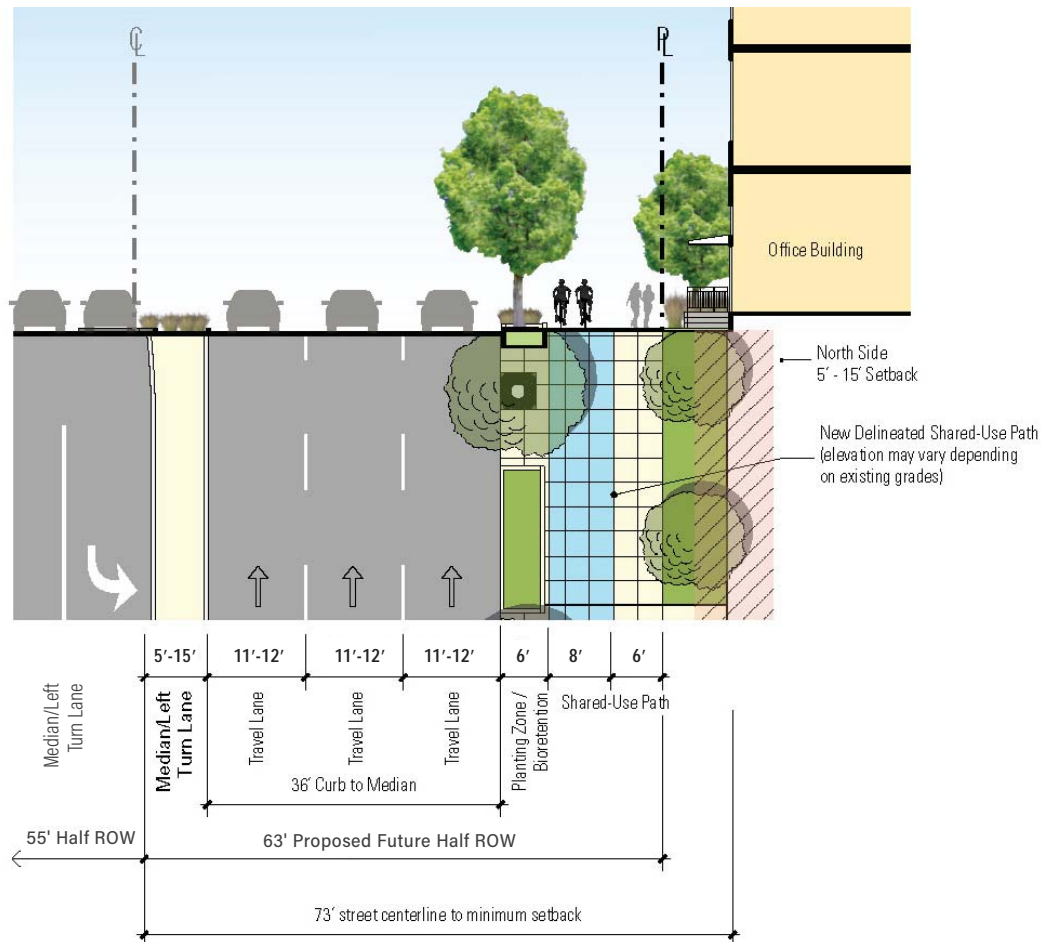 CL
PL
Office Building
North Side
5' - 15' Setback
New Delineated Shared-Use Path
(elevation may vary depending
on existing grades)
5'-15'
11'-12'
11'-12'
11'-12'
6'
8'
6'
Median/Left
Turn Lane
Median/Left
Turn Lane
Travel Lane
Travel Lane
Travel Lane
Planting Zone /
Bioretention
Shared-Use Path
36' Curb to Median
55' Half ROW
63' Proposed Future Half ROW
73' street centerline to minimum setback